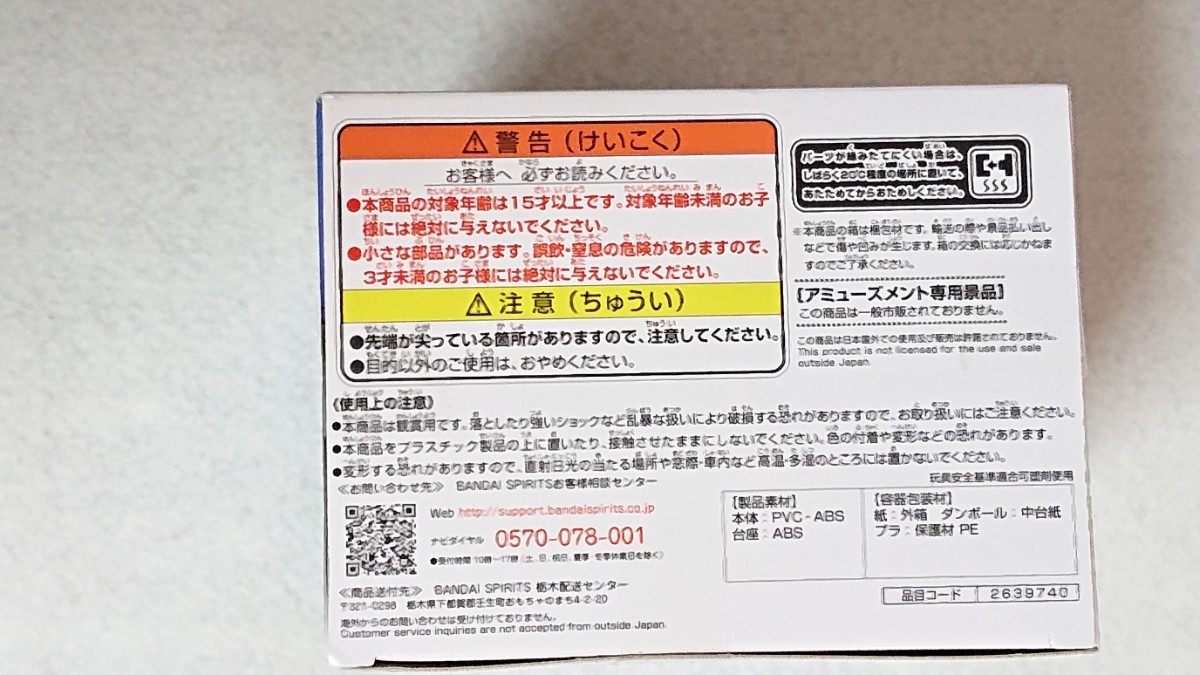 ⚠警告（けいこく）
お客様へ 必ずお読みください。
●本商品の対象年齢は15才以上です。対象年齢未満のお子
様には絶対に与えないでください。
●小さな部品があります。誤飲・窒息の危険がありますので、
3才未満のお子様には絶対に与えないでください。
⚠注意（ちゅうい）
●先端が尖っている箇所がありますので、注意してください。
●目的以外のご使用は、おやめください。
パーツが組みたてにくい場合は、
しばらく20℃程度の場所に置いて、
あたためてからおためしください。
※本商品の箱は梱包材です。輸送の際や景品払い出し
などで傷や凹みが生じます。箱の交換には応じかねま
すのでご了承ください。
【アミューズメント専用景品】
この商品は一般市販されておりません。
この商品は日本国外での使用及び販売は許諾されておりません。
This product is not licensed for the use and sale
outside Japan.
《使用上の注意》
●本商品は観賞用です。落としたり強いショックなど乱暴な扱いにより破損する恐れがありますので、お取り扱いにはご注意ください。
●本商品をプラスチック製品の上に置いたり、接触させたままにしないでください。色の付着や変形などの恐れがあります。
●変形する恐れがありますので、直射日光の当たる場所や窓際・車内など高温・多湿のところには置かないでください。
玩具安全基準適合可塑剤使用
≪お問い合わせ先≫ BANDAI SPIRITSお客様相談センター
Web http://support.bandaispirits.co.jp
ナビダイヤル 0570-078-001
●受付時間 10時～17時（土、日、祝日、夏季・冬季休業日を除く）
≪商品送付先≫ BANDAI SPIRITS 栃木配送センター
〒321-0298 栃木県下都賀郡壬生町おもちゃのまち4-2-20
海外からのお問い合わせは受け付けておりません。
Customer service inquiries are not accepted from outside Japan.
【製品素材】
本体：PVC・ABS
台座：ABS
【容器包装材】
紙：外箱 ダンボール：中台紙
プラ：保護材 PE
品目コード 2639740